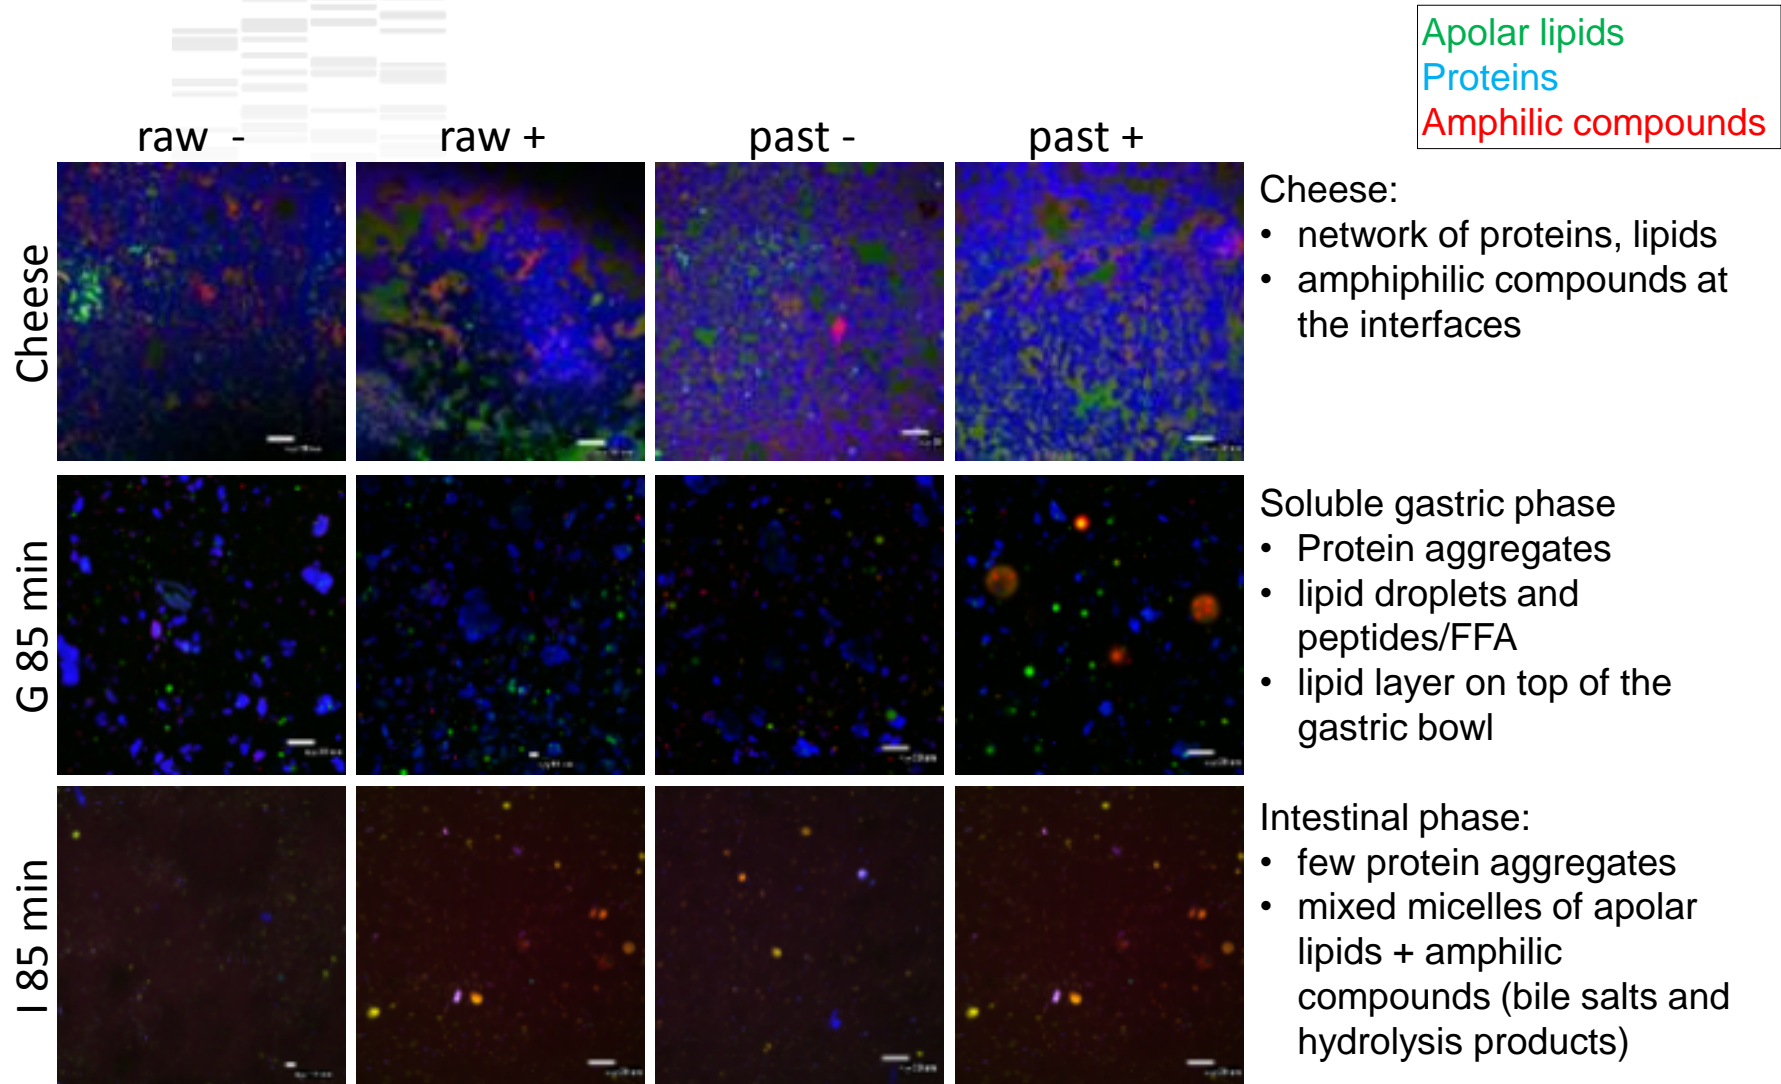 Apolar lipids
Proteins
Amphilic compounds
raw -
raw +
past -
past +
Cheese
Cheese:
• network of proteins, lipids
• amphiphilic compounds at
the interfaces
G 85 min
Soluble gastric phase
• Protein aggregates
• lipid droplets and
peptides/FFA
• lipid layer on top of the
gastric bowl
I 85 min
Intestinal phase:
• few protein aggregates
• mixed micelles of apolar
lipids + amphilic
compounds (bile salts and
hydrolysis products)